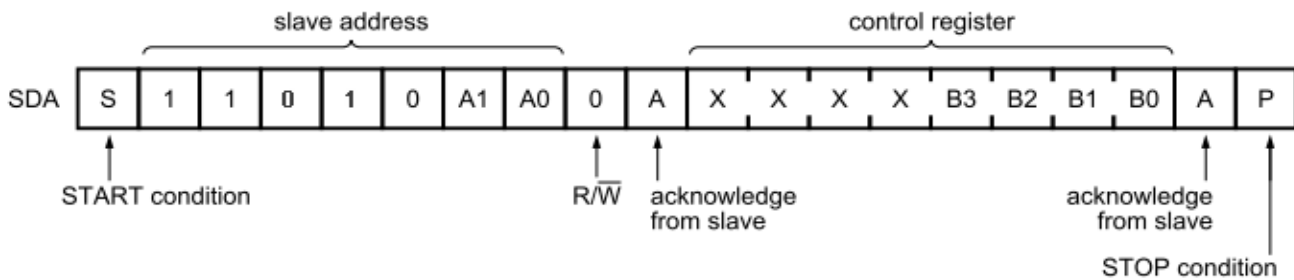 slave address control register
SDA S 1 1 0 1 0 A1 A0 0 A X X X X B3 B2 B1 B0 A P
START condition R/W̅ acknowledge from slave acknowledge from slave
STOP condition